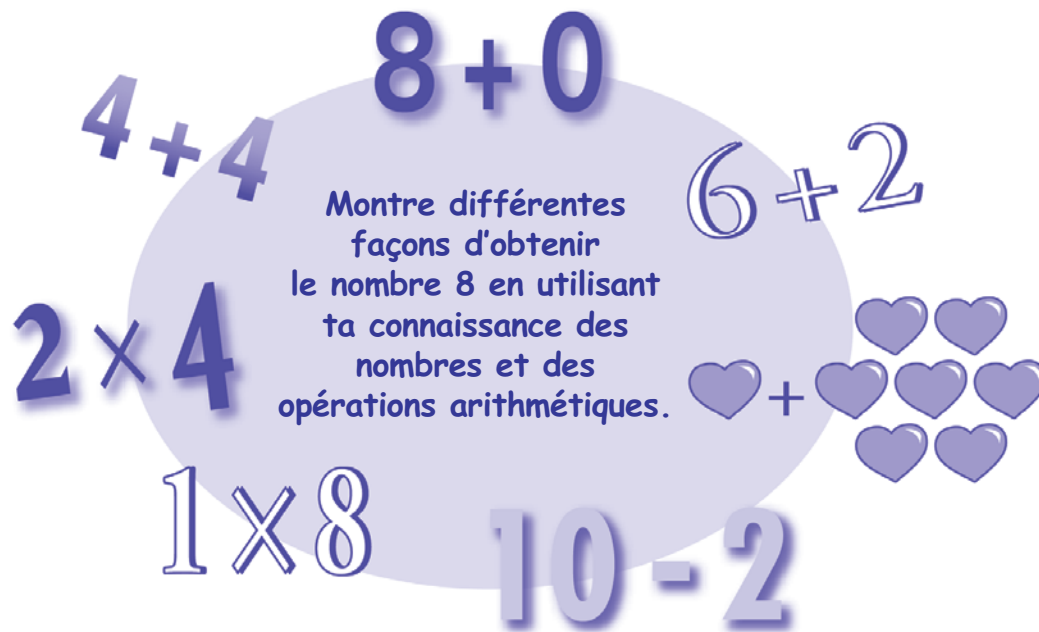 8 + 0
4 + 4
6 + 2
Montre différentes
façons d'obtenir
le nombre 8 en utilisant
ta connaissance des
nombres et des
opérations arithmétiques.
2 × 4
+
1 × 8
10 - 2